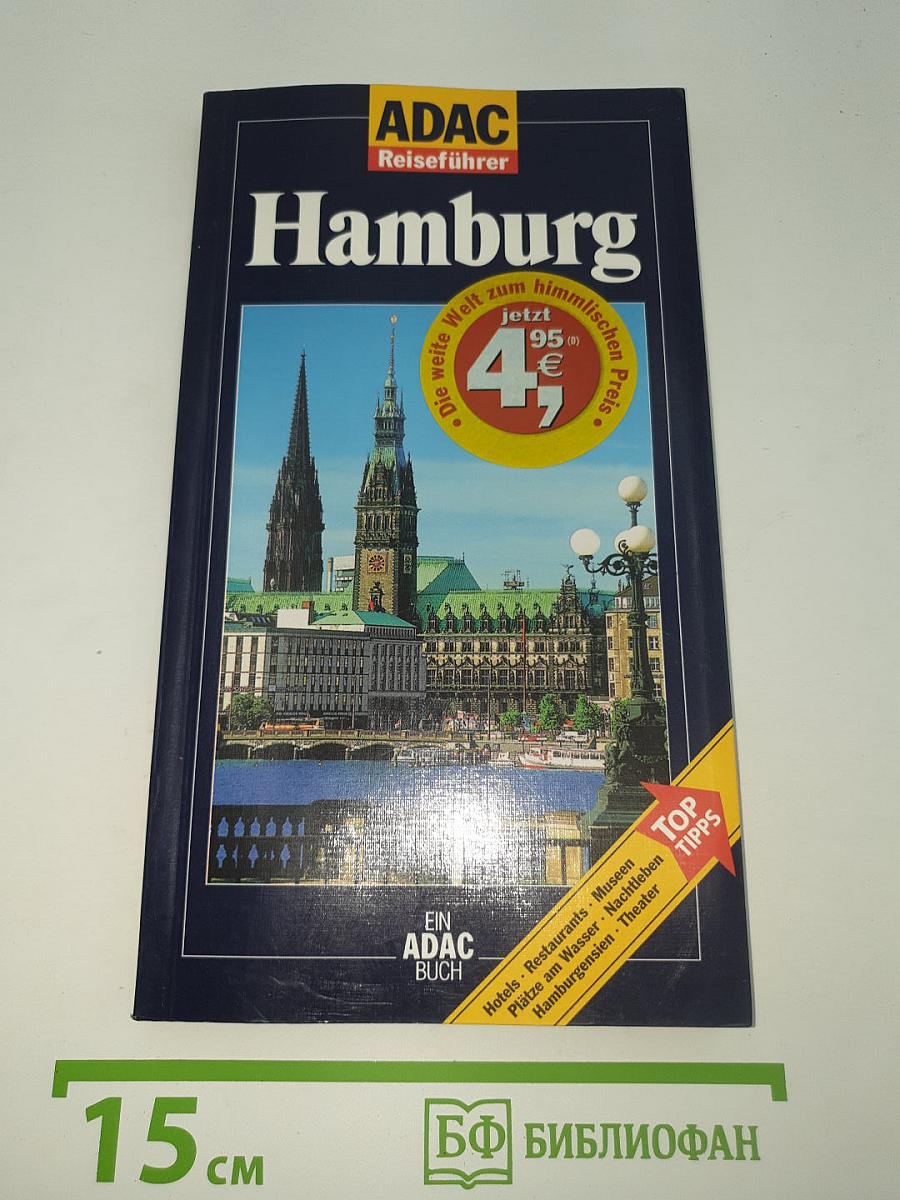 ADAC
Reiseführer
Hamburg
• Die weite Welt zum himmlischen Preis •
jetzt
4,95 € (D)
TOP
TIPPS
Hotels · Restaurants · Museen
Plätze am Wasser · Nachtleben
Hamburgensien · Theater
EIN
ADAC
BUCH
15 см
БФ БИБЛИОФАН